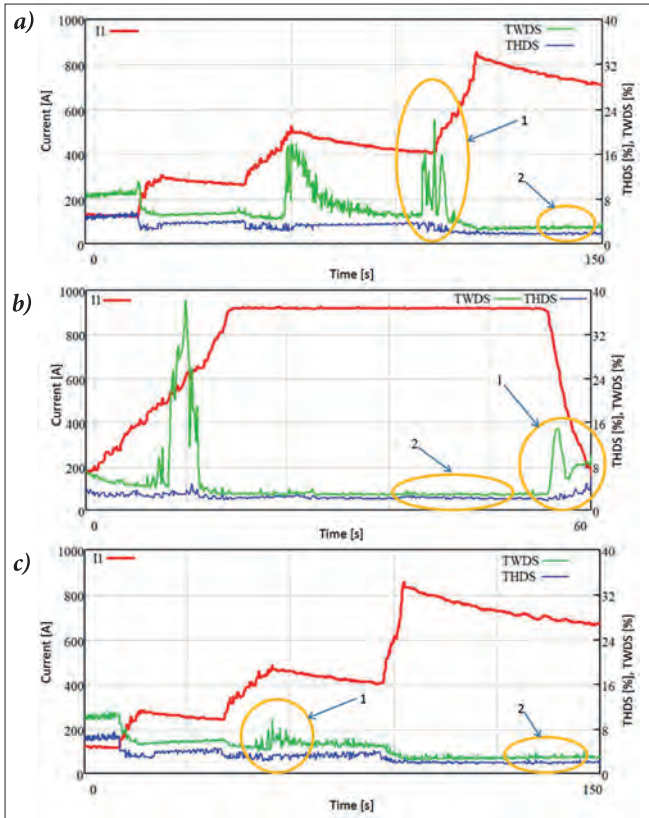 a)
I1
TWDS
THDS
1000
800
600
400
200
0
Current [A]
40
32
24
16
8
0
THDS [%], TWDS [%]
1
2
0
150
Time [s]
b)
I1
TWDS
THDS
1000
800
600
400
200
0
Current [A]
40
32
24
16
8
0
THDS [%], TWDS [%]
1
2
0
60
Time [s]
c)
I1
TWDS
THDS
1000
800
600
400
200
0
Current [A]
40
32
24
16
8
0
THDS [%], TWDS [%]
1
2
0
150
Time [s]